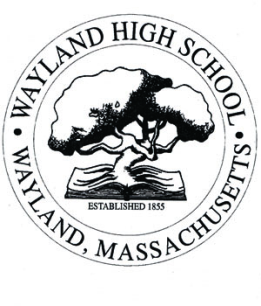 WAYLAND HIGH SCHOOL
ESTABLISHED 1855
• WAYLAND, MASSACHUSETTS •